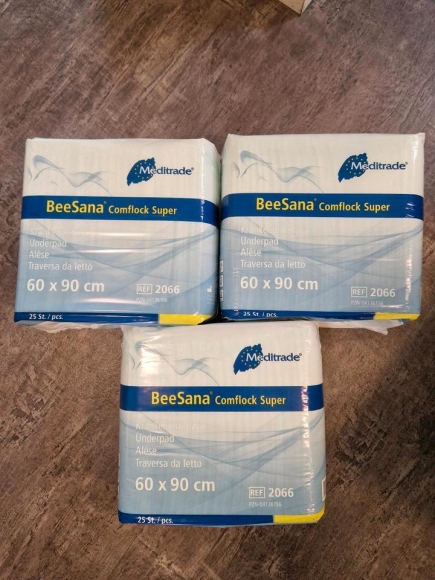 Meditrade®
BeeSana® Comflock Super
Underpad
Alèse
Traversa da letto
60 x 90 cm
REF 2066
25 St. / pcs.
Meditrade®
BeeSana® Comflock Super
Underpad
Alèse
Traversa da letto
60 x 90 cm
REF 2066
25 St. / pcs.
Meditrade®
BeeSana® Comflock Super
Underpad
Alèse
Traversa da letto
60 x 90 cm
REF 2066
25 St. / pcs.